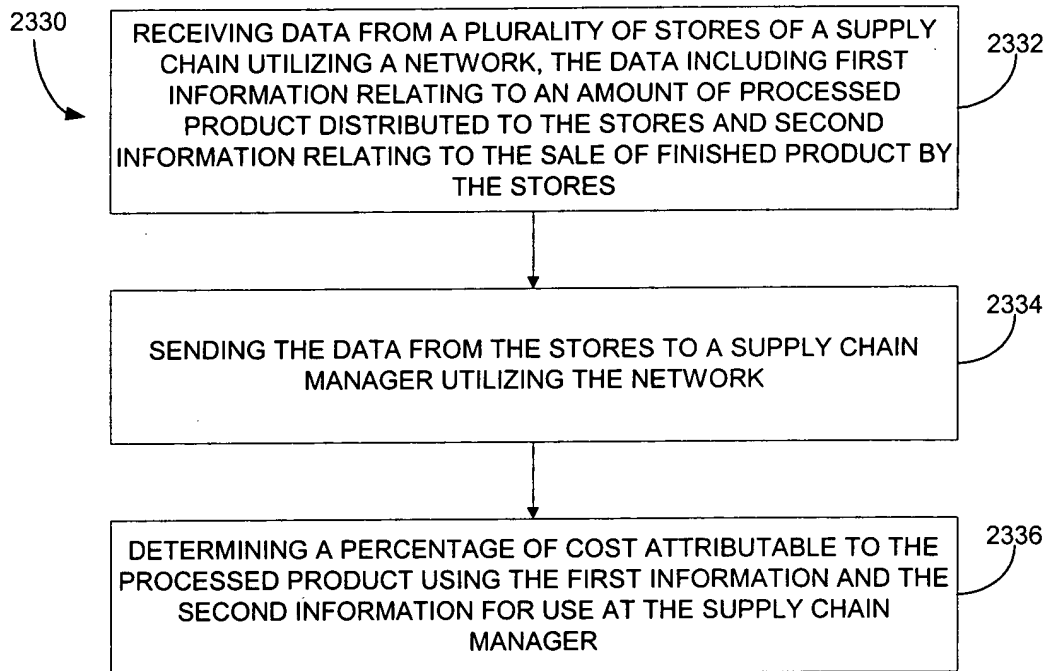 2330
RECEIVING DATA FROM A PLURALITY OF STORES OF A SUPPLY
CHAIN UTILIZING A NETWORK, THE DATA INCLUDING FIRST
INFORMATION RELATING TO AN AMOUNT OF PROCESSED
PRODUCT DISTRIBUTED TO THE STORES AND SECOND
INFORMATION RELATING TO THE SALE OF FINISHED PRODUCT BY
THE STORES
2332
SENDING THE DATA FROM THE STORES TO A SUPPLY CHAIN
MANAGER UTILIZING THE NETWORK
2334
DETERMINING A PERCENTAGE OF COST ATTRIBUTABLE TO THE
PROCESSED PRODUCT USING THE FIRST INFORMATION AND THE
SECOND INFORMATION FOR USE AT THE SUPPLY CHAIN
MANAGER
2336